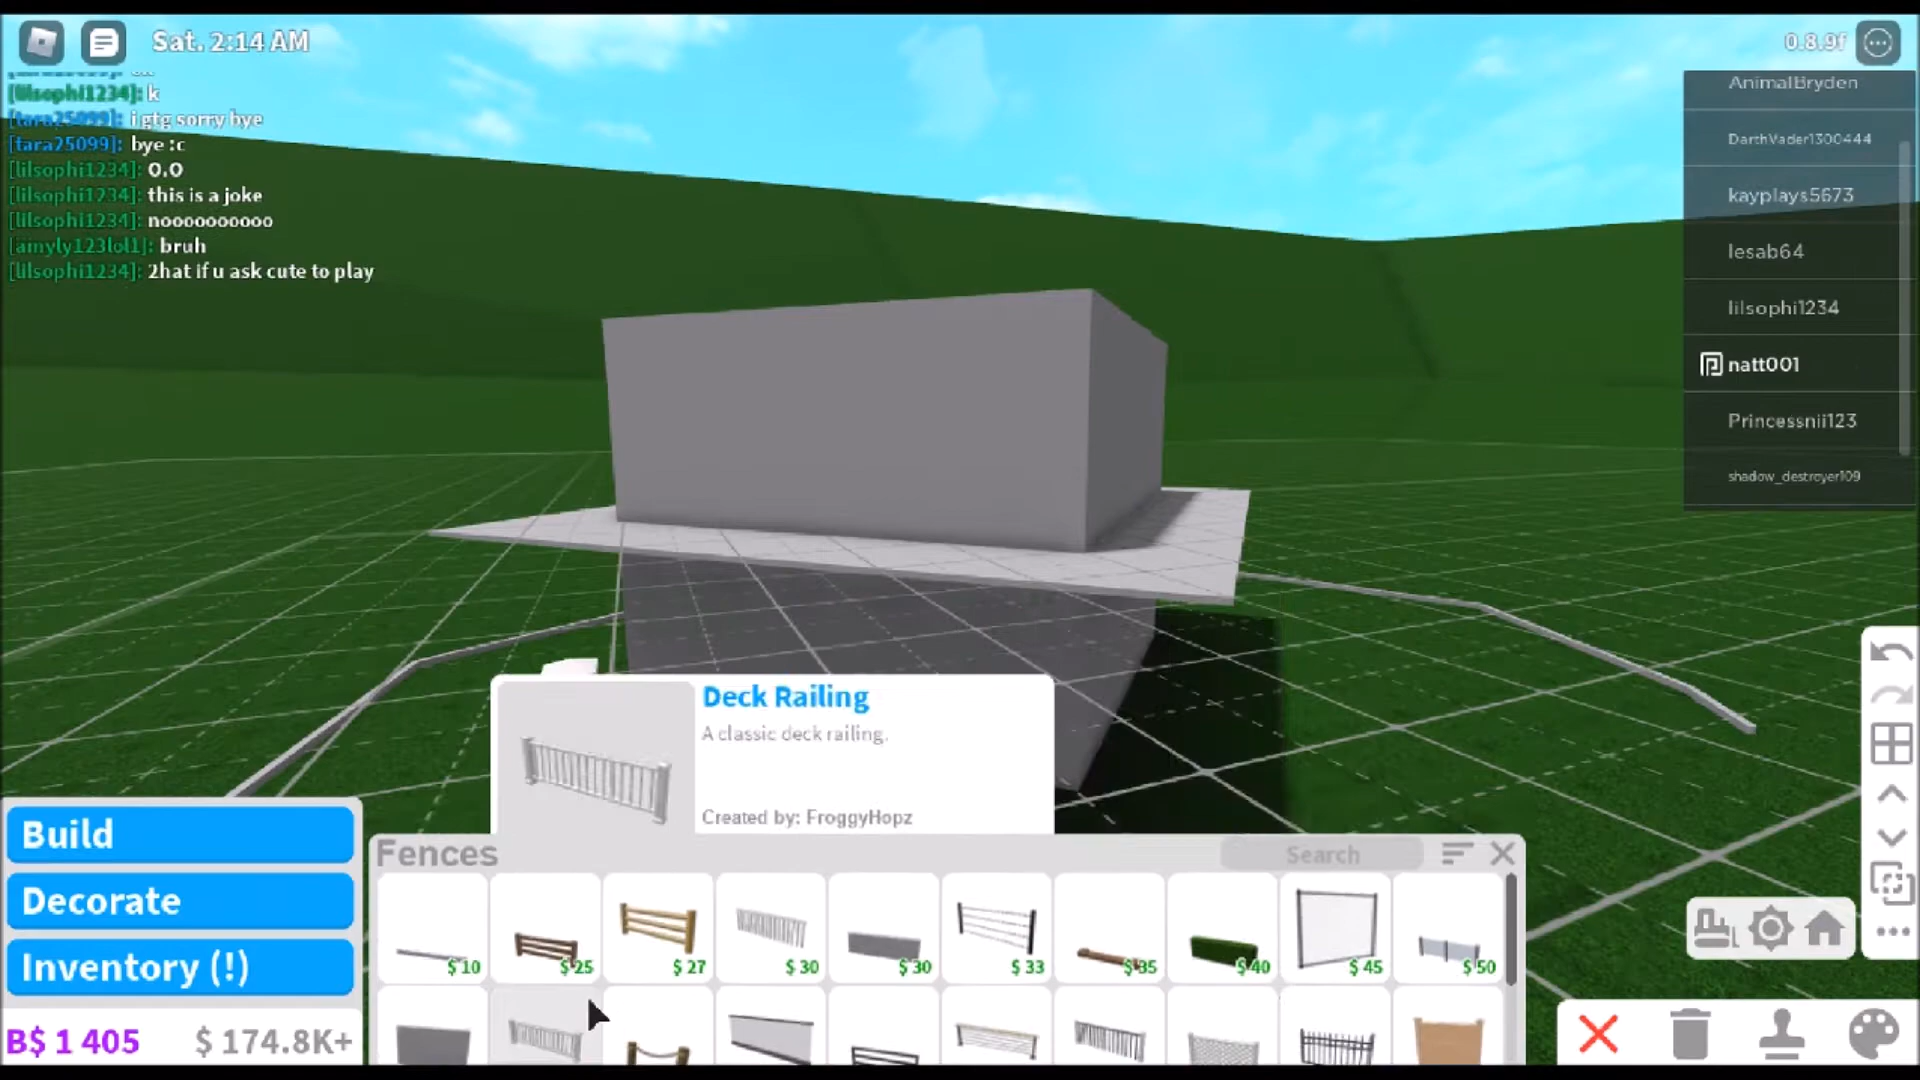 Sat. 2:14 AM
0.8.9f
[lilsophi1234]: k
[tara25099]: i gtg sorry bye
[tara25099]: bye :c
[lilsophi1234]: O.O
[lilsophi1234]: this is a joke
[lilsophi1234]: nooooooooooo
[amyly123lol1]: bruh
[lilsophi1234]: 2hat if u ask cute to play
AnimalBryden
DarthVader1300444
kayplays5673
lesab64
lilsophi1234
natt001
Princessnii123
shadow_destroyer109
Deck Railing
A classic deck railing.
Created by: FroggyHopz
Build
Decorate
Inventory (!)
B$ 1 405
$ 174.8K+
Fences
Search
$ 10
$ 25
$ 27
$ 30
$ 30
$ 33
$ 35
$ 40
$ 45
$ 50